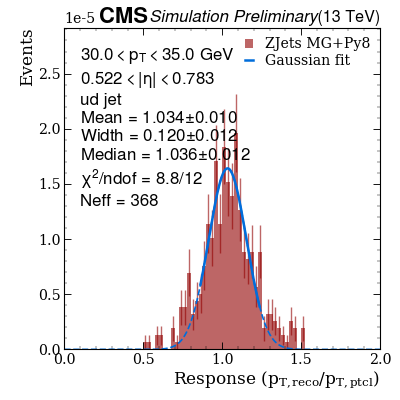 1e-5 CMS Simulation Preliminary (13 TeV)
Events
ZJets MG+Py8
Gaussian fit
30.0 < p_T < 35.0 GeV
0.522 < |η| < 0.783
ud jet
Mean = 1.034±0.010
Width = 0.120±0.012
Median = 1.036±0.012
χ²/ndof = 8.8/12
Neff = 368
2.5
2.0
1.5
1.0
0.5
0.0
0.0 0.5 1.0 1.5 2.0
Response (p_T,reco/p_T,ptcl)